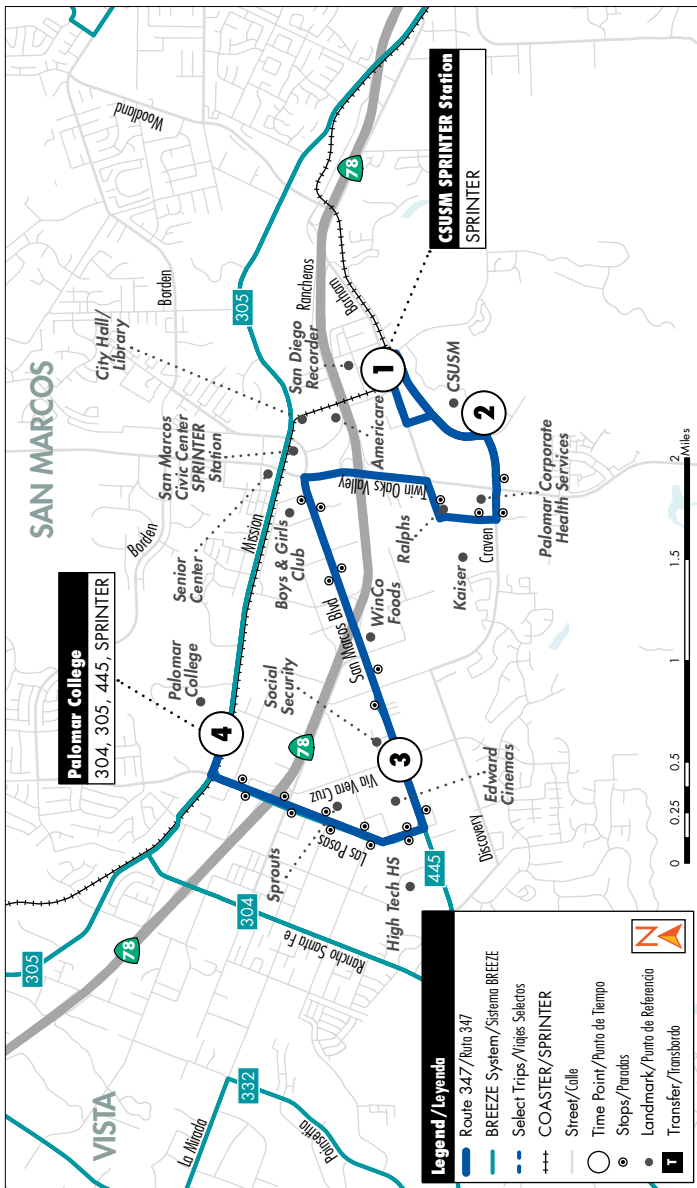 SAN MARCOS
VISTA
Palomar College
304, 305, 445, SPRINTER
CSUSM SPRINTER Station
SPRINTER
Woodland
Borden
Borden
City Hall/
Library
San Marcos
Civic Center
SPRINTER
Station
Senior
Center
Mission
305
Rancheros
Barham
78
San Diego
Recorder
Americare
Boys & Girls
Club
Palomar
College
Social
Security
San Marcos Blvd
WinCo
Foods
Twin Oaks Valley
Ralphs
Kaiser
Craven
CSUSM
Palomar Corporate
Health Services
1
2
3
4
78
Via Vera Cruz
Las Posas
Sprouts
Edward
Cinemas
Discovery
High Tech HS
445
304
Rancho Santa Fe
305
78
332
La Mirada
Poinsettia
0
0.5
1
1.5
2
Miles
Legend/Leyenda
Route 347/Ruta 347
BREEZE System/Sistema BREEZE
Select Trips/Viajes Selectos
COASTER/SPRINTER
Street/Calle
Time Point/Punto de Tiempo
Stops/Paradas
Landmark/Punto de Referencia
T Transfer/Transbordo
N